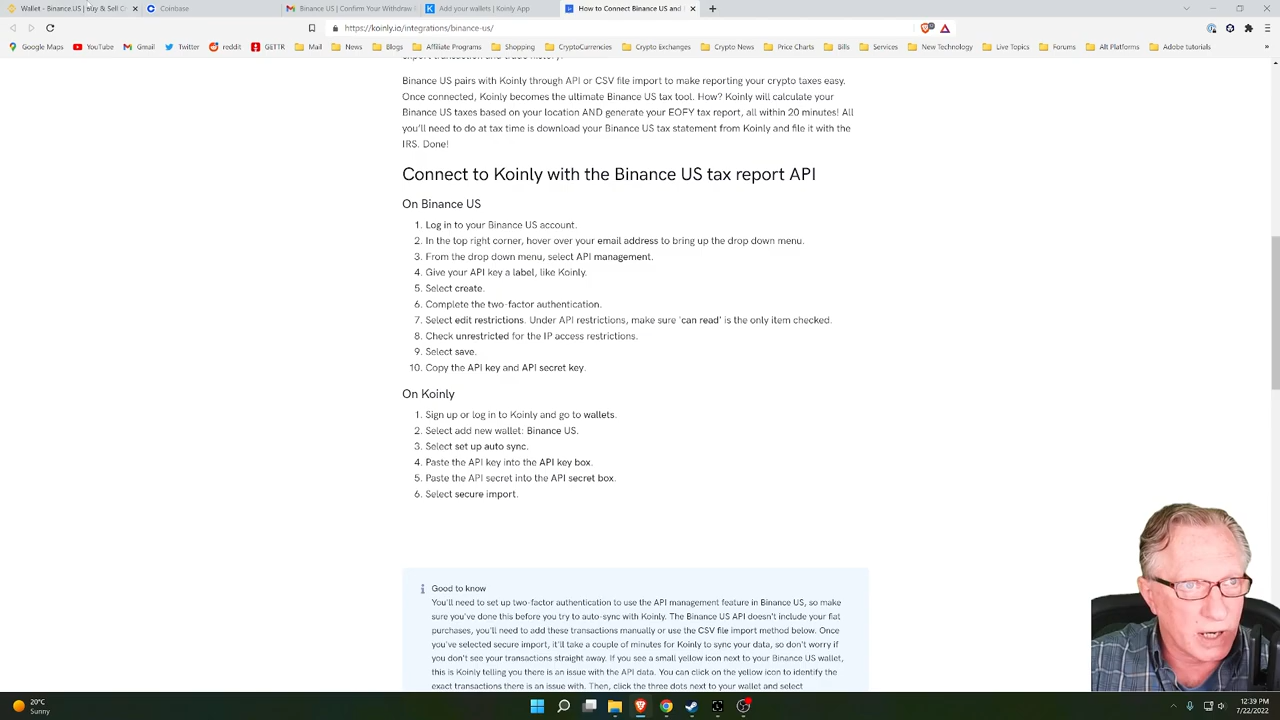 Wallet - Binance.US | Buy & Sell Cr
Coinbase
Binance US | Confirm Your Withdraw
Add your wallets | Koinly App
How to Connect Binance US and
https://koinly.io/integrations/binance-us/
Google Maps YouTube Gmail Twitter reddit GETTR Mail News Blogs Affiliate Programs Shopping CryptoCurrencies Crypto Exchanges Crypto News Price Charts Bills Services New Technology Live Topics Forums Alt Platforms Adobe tutorials
Binance US pairs with Koinly through API or CSV file import to make reporting your crypto taxes easy.
Once connected, Koinly becomes the ultimate Binance US tax tool. How? Koinly will calculate your
Binance US taxes based on your location AND generate your EOFY tax report, all within 20 minutes! All
you'll need to do at tax time is download your Binance US tax statement from Koinly and file it with the
IRS. Done!
Connect to Koinly with the Binance US tax report API
On Binance US
1. Log in to your Binance US account.
2. In the top right corner, hover over your email address to bring up the drop down menu.
3. From the drop down menu, select API management.
4. Give your API key a label, like Koinly.
5. Select create.
6. Complete the two-factor authentication.
7. Select edit restrictions. Under API restrictions, make sure 'can read' is the only item checked.
8. Check unrestricted for the IP access restrictions.
9. Select save.
10. Copy the API key and API secret key.
On Koinly
1. Sign up or log in to Koinly and go to wallets.
2. Select add new wallet: Binance US.
3. Select set up auto sync.
4. Paste the API key into the API key box.
5. Paste the API secret into the API secret box.
6. Select secure import.
Good to know
You'll need to set up two-factor authentication to use the API management feature in Binance US, so make
sure you've done this before you try to auto-sync with Koinly. The Binance US API doesn't include your fiat
purchases, you'll need to add these transactions manually or use the CSV file import method below. Once
you've selected secure import, it'll take a couple of minutes for Koinly to sync your data, so don't worry if
you don't see your transactions straight away. If you see a small yellow icon next to your Binance US wallet,
this is Koinly telling you there is an issue with the API data. You can click on the yellow icon to identify the
exact transactions there is an issue with. Then, click the three dots next to your wallet and select
20°C
Sunny
12:39 PM
7/22/2022